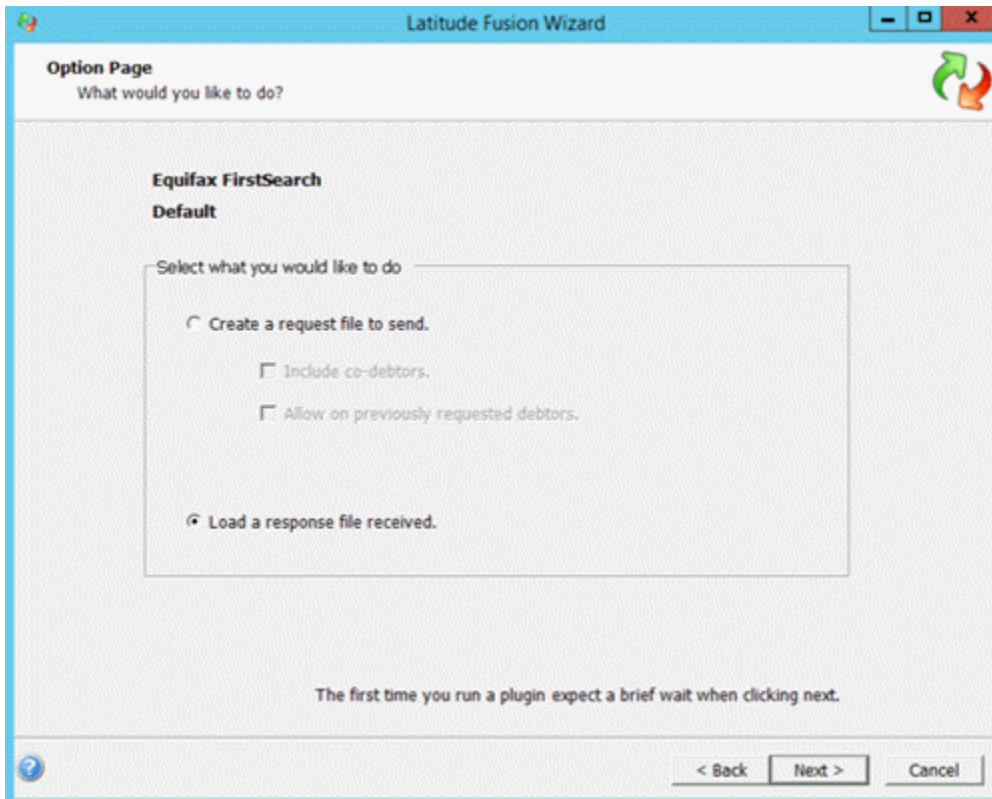 Latitude Fusion Wizard
Option Page
What would you like to do?
Equifax FirstSearch
Default
Select what you would like to do
Create a request file to send.
Include co-debtors.
Allow on previously requested debtors.
Load a response file received.
The first time you run a plugin expect a brief wait when clicking next.
< Back Next > Cancel